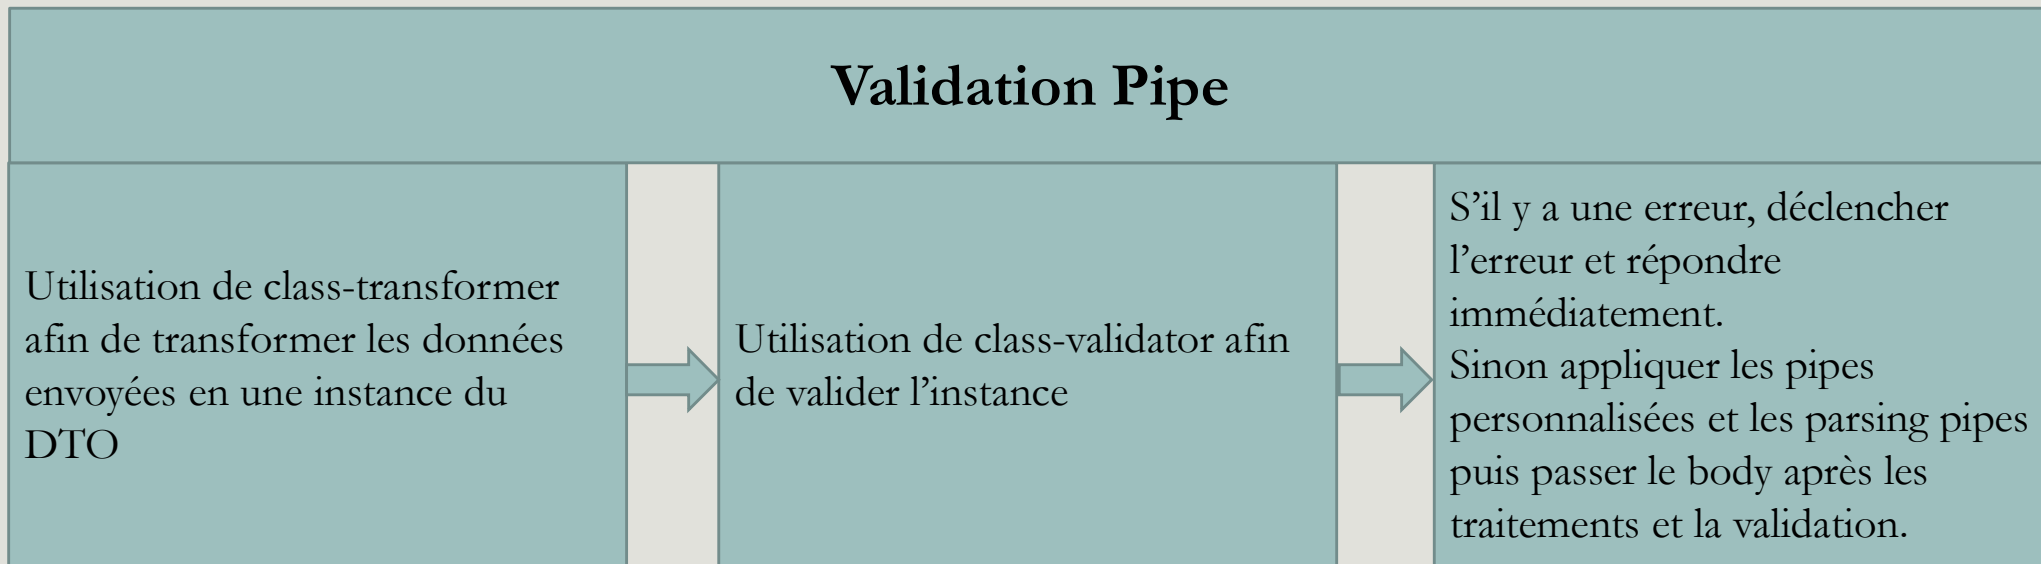 Validation Pipe
Utilisation de class-transformer
afin de transformer les données
envoyées en une instance du
DTO
Utilisation de class-validator afin
de valider l’instance
S’il y a une erreur, déclencher
l’erreur et répondre
immédiatement.
Sinon appliquer les pipes
personnalisées et les parsing pipes
puis passer le body après les
traitements et la validation.